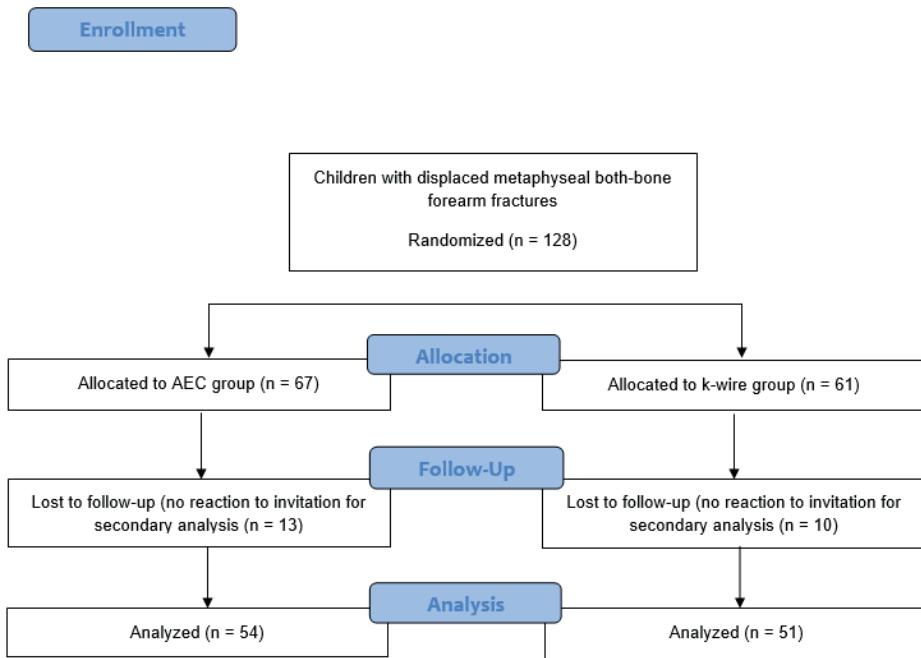 Enrollment
Children with displaced metaphyseal both-bone
forearm fractures
Randomized (n = 128)
Allocation
Allocated to AEC group (n = 67)
Allocated to k-wire group (n = 61)
Follow-Up
Lost to follow-up (no reaction to invitation for
secondary analysis (n = 13)
Lost to follow-up (no reaction to invitation for
secondary analysis (n = 10)
Analysis
Analyzed (n = 54)
Analyzed (n = 51)